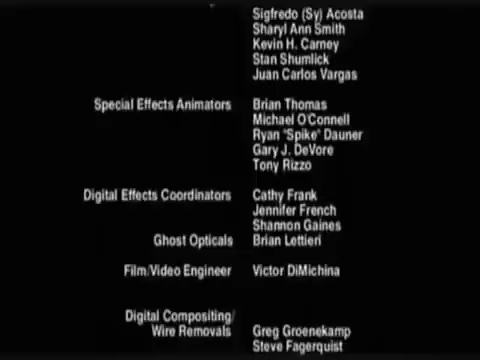 Sigfredo (Sy) Acosta
Sharyl Ann Smith
Kevin H. Carney
Stan Shumlick
Juan Carlos Vargas
Special Effects Animators Brian Thomas
Michael O'Connell
Ryan "Spike" Dauner
Gary J. DeVore
Tony Rizzo
Digital Effects Coordinators Cathy Frank
Jennifer French
Shannon Gaines
Ghost Opticals Brian Lettieri
Film/Video Engineer Victor DiMichina
Digital Compositing/
Wire Removals Greg Groenekamp
Steve Fagerquist